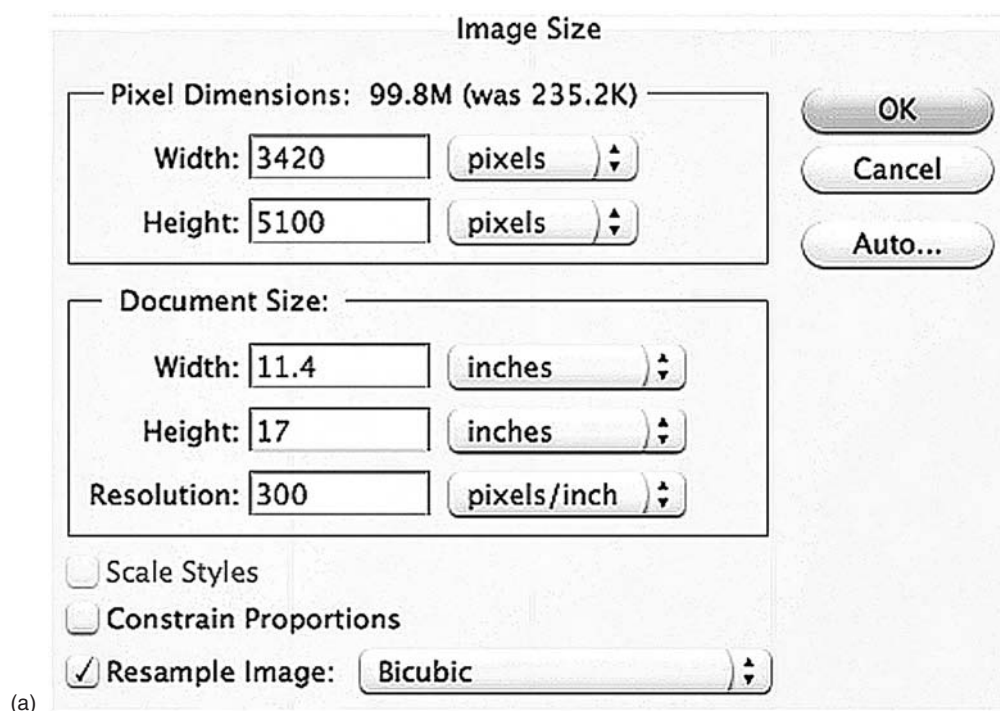 Image Size
Pixel Dimensions: 99.8M (was 235.2K)
Width: 3420 pixels
Height: 5100 pixels
OK
Cancel
Auto...
Document Size:
Width: 11.4 inches
Height: 17 inches
Resolution: 300 pixels/inch
Scale Styles
Constrain Proportions
Resample Image: Bicubic
(a)